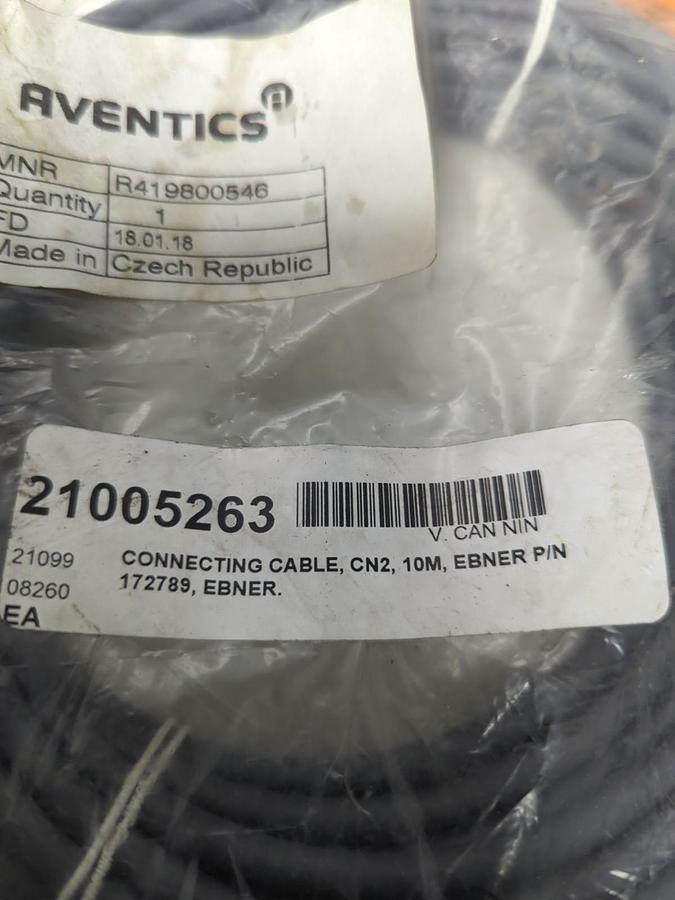 AVENTICS
MNR R419800546
Quantity 1
FD 18.01.18
Made in Czech Republic
21005263
V. CAN NIN
21099 CONNECTING CABLE, CN2, 10M, EBNER P/N
08260 172789, EBNER.
EA